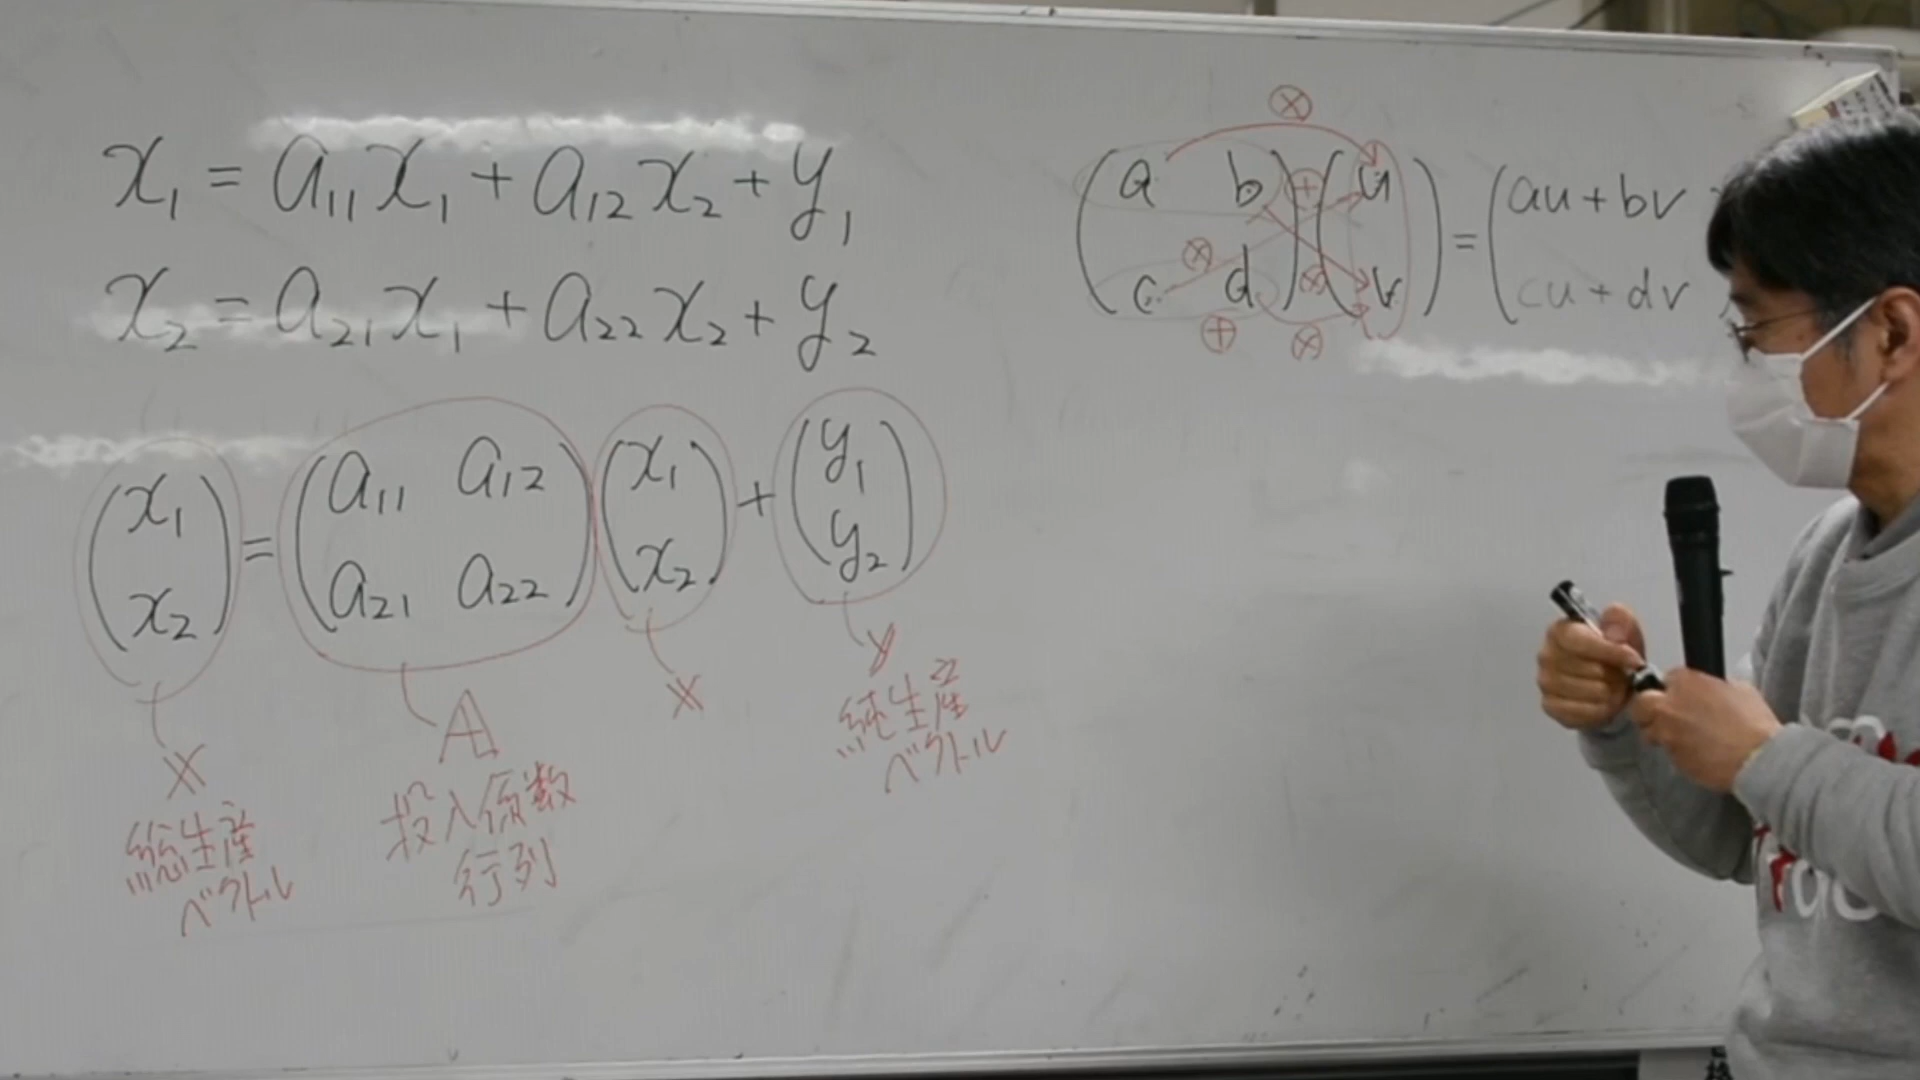 x₁ = a₁₁x₁ + a₁₂x₂ + y₁
x₂ = a₂₁x₁ + a₂₂x₂ + y₂
(x₁ x₂) = (a₁₁ a₁₂ a₂₁ a₂₂)(x₁ x₂) + (y₁ y₂)
𝕩
総生産
ベクトル
𝔸
投入係数
行列
𝕩
𝕪
純生産
ベクトル
(a b c d)(u v) = (au + bv cu + dv)
⊗
⊕
⊗
⊗
⊕
⊗